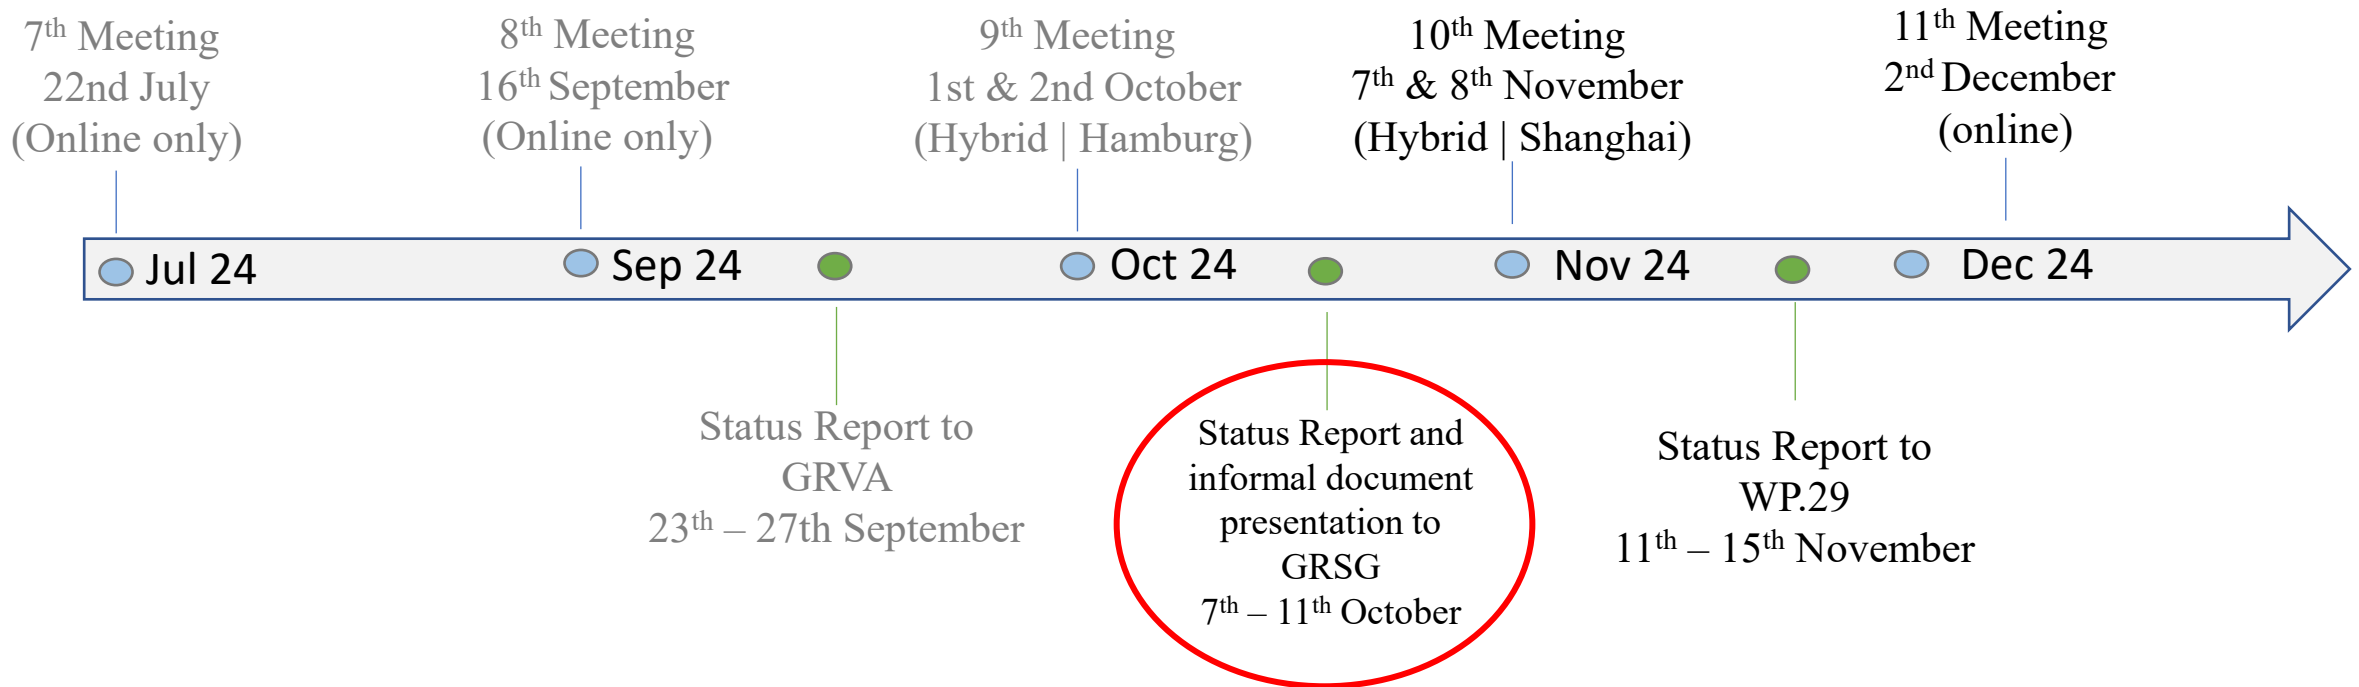 7th Meeting
22nd July
(Online only)
8th Meeting
16th September
(Online only)
9th Meeting
1st & 2nd October
(Hybrid | Hamburg)
10th Meeting
7th & 8th November
(Hybrid | Shanghai)
11th Meeting
2nd December
(online)
Jul 24
Sep 24
Oct 24
Nov 24
Dec 24
Status Report to
GRVA
23th – 27th September
Status Report and
informal document
presentation to
GRSG
7th – 11th October
Status Report to
WP.29
11th – 15th November